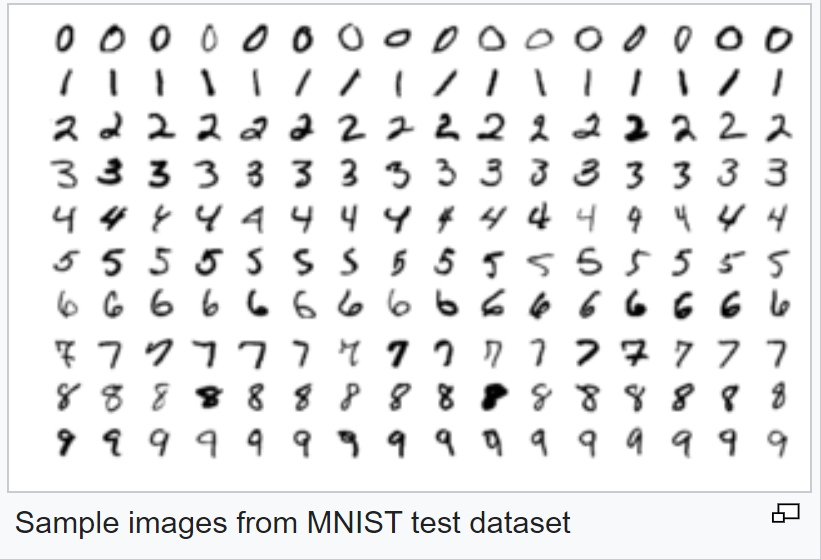 0 0 0 0 0 0 0 0 0 0 0 0 0 0 0 0
1 1 1 1 1 1 1 1 1 1 1 1 1 1 1 1
2 2 2 2 2 2 2 2 2 2 2 2 2 2 2 2
3 3 3 3 3 3 3 3 3 3 3 3 3 3 3 3
4 4 4 4 4 4 4 4 4 4 4 4 4 4 4 4
5 5 5 5 5 5 5 5 5 5 5 5 5 5 5 5
6 6 6 6 6 6 6 6 6 6 6 6 6 6 6 6
7 7 7 7 7 7 7 7 7 7 7 7 7 7 7 7
8 8 8 8 8 8 8 8 8 8 8 8 8 8 8 8
9 9 9 9 9 9 9 9 9 9 9 9 9 9 9 9
Sample images from MNIST test dataset